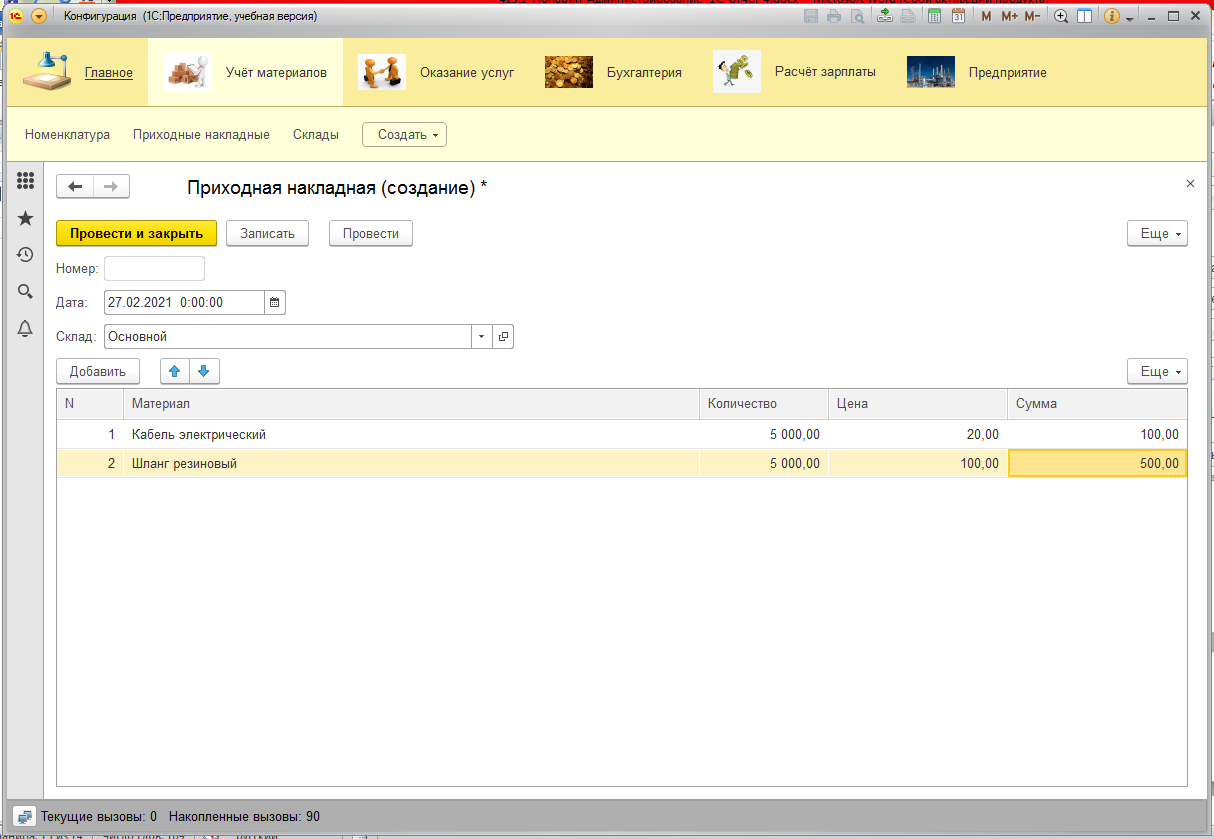 Конфигурация (1С:Предприятие, учебная версия)
M M+ M-
Главное Учёт материалов Оказание услуг Бухгалтерия Расчёт зарплаты Предприятие
Номенклатура Приходные накладные Склады Создать
Приходная накладная (создание) *
Провести и закрыть Записать Провести Еще
Номер:
Дата: 27.02.2021 0:00:00
Склад: Основной
Добавить Еще
N Материал Количество Цена Сумма
1 Кабель электрический 5 000,00 20,00 100,00
2 Шланг резиновый 5 000,00 100,00 500,00
Текущие вызовы: 0 Накопленные вызовы: 90